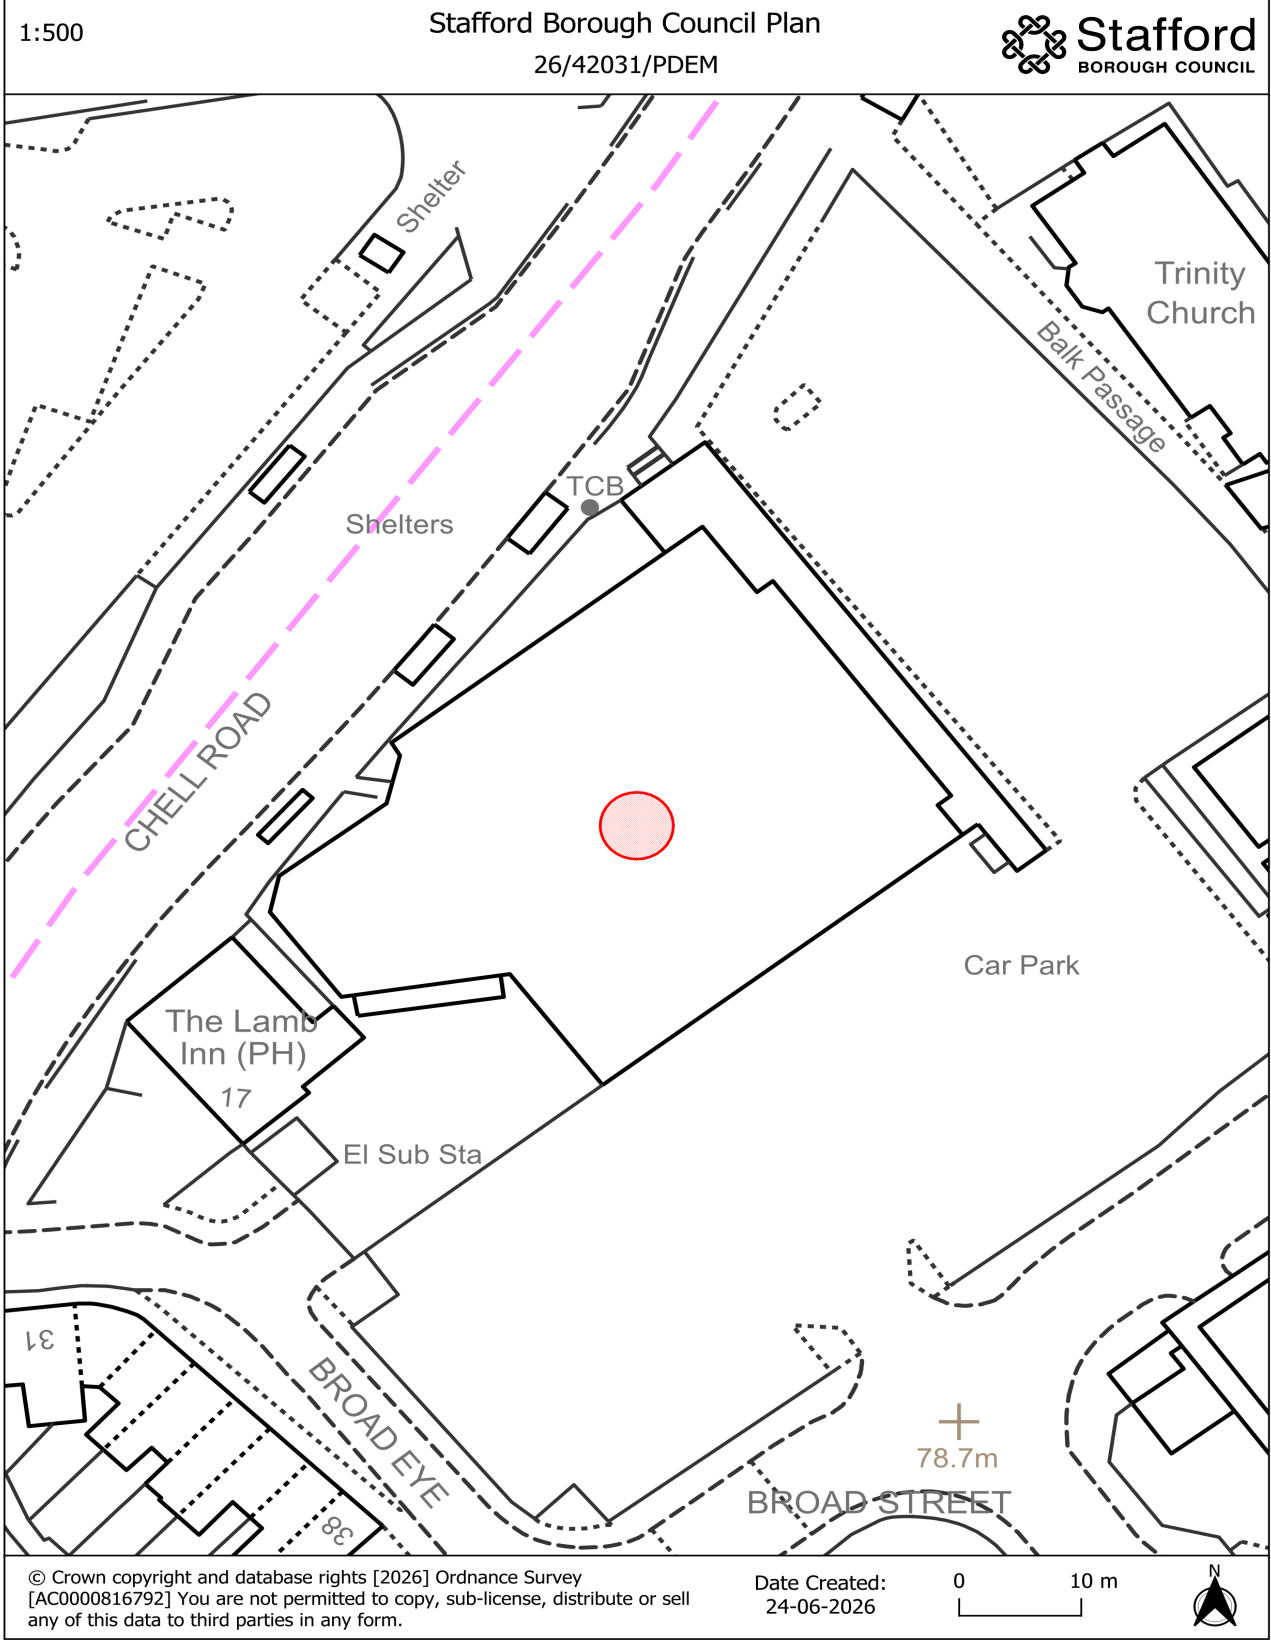 1:500
Stafford Borough Council Plan
26/42031/PDEM
Stafford
BOROUGH COUNCIL
Shelter
Trinity
Church
Balk Passage
TCB
Shelters
CHELL ROAD
Car Park
The Lamb
Inn (PH)
17
El Sub Sta
31
BROAD EYE
38
78.7m
BROAD STREET
© Crown copyright and database rights [2026] Ordnance Survey
[AC0000816792] You are not permitted to copy, sub-license, distribute or sell
any of this data to third parties in any form.
Date Created:
24-06-2026
0 10 m
N